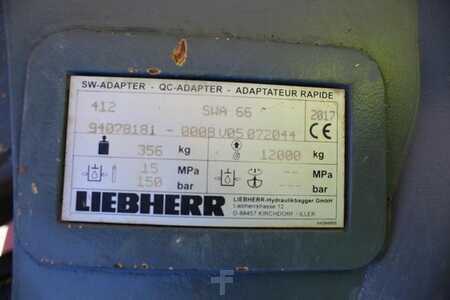 SW-ADAPTER - QC-ADAPTER - ADAPTATEUR RAPIDE
412 SWA 66 2017
94078181 - 0008 V05 072044 CE
356 kg 12000 kg
15 MPa -- MPa
150 bar -- bar
LIEBHERR LIEBHERR-Hydraulikbagger GmbH
Liebherrstrasse 12
D-88457 KIRCHDORF / ILLER